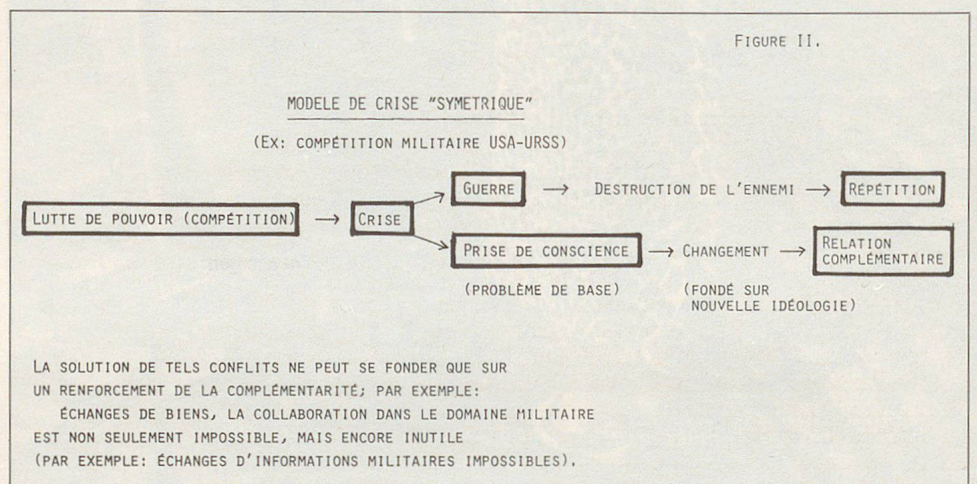 FIGURE II.
MODELE DE CRISE "SYMETRIQUE"
(EX: COMPÉTITION MILITAIRE USA-URSS)
GUERRE → DESTRUCTION DE L'ENNEMI → RÉPÉTITION
LUTTE DE POUVOIR (COMPÉTITION) → CRISE
PRISE DE CONSCIENCE → CHANGEMENT → RELATION
COMPLÉMENTAIRE
(PROBLÈME DE BASE) (FONDÉ SUR
NOUVELLE IDÉOLOGIE)
LA SOLUTION DE TELS CONFLITS NE PEUT SE FONDER QUE SUR
UN RENFORCEMENT DE LA COMPLÉMENTARITÉ; PAR EXEMPLE:
ÉCHANGES DE BIENS, LA COLLABORATION DANS LE DOMAINE MILITAIRE
EST NON SEULEMENT IMPOSSIBLE, MAIS ENCORE INUTILE
(PAR EXEMPLE: ÉCHANGES D'INFORMATIONS MILITAIRES IMPOSSIBLES).